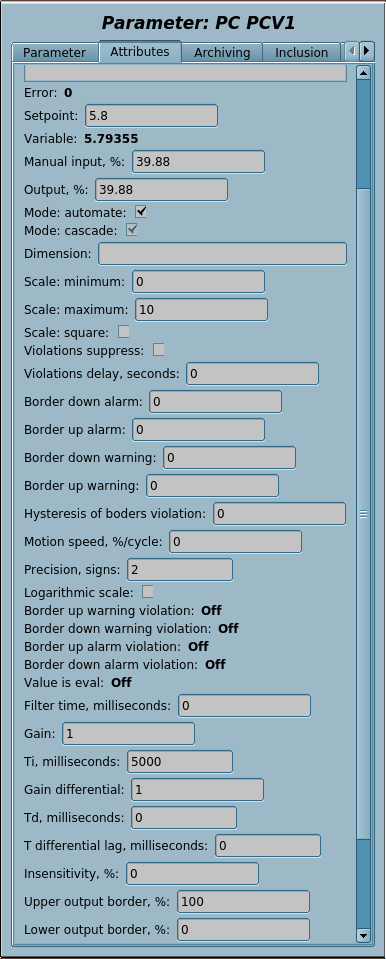 Parameter: PC PCV1
Parameter Attributes Archiving Inclusion
Error: 0
Setpoint: 5.8
Variable: 5.79355
Manual input, %: 39.88
Output, %: 39.88
Mode: automate:
Mode: cascade:
Dimension:
Scale: minimum: 0
Scale: maximum: 10
Scale: square:
Violations suppress:
Violations delay, seconds: 0
Border down alarm: 0
Border up alarm: 0
Border down warning: 0
Border up warning: 0
Hysteresis of boders violation: 0
Motion speed, %/cycle: 0
Precision, signs: 2
Logarithmic scale:
Border up warning violation: Off
Border down warning violation: Off
Border up alarm violation: Off
Border down alarm violation: Off
Value is eval: Off
Filter time, milliseconds: 0
Gain: 1
Ti, milliseconds: 5000
Gain differential: 1
Td, milliseconds: 0
T differential lag, milliseconds: 0
Insensitivity, %: 0
Upper output border, %: 100
Lower output border, %: 0